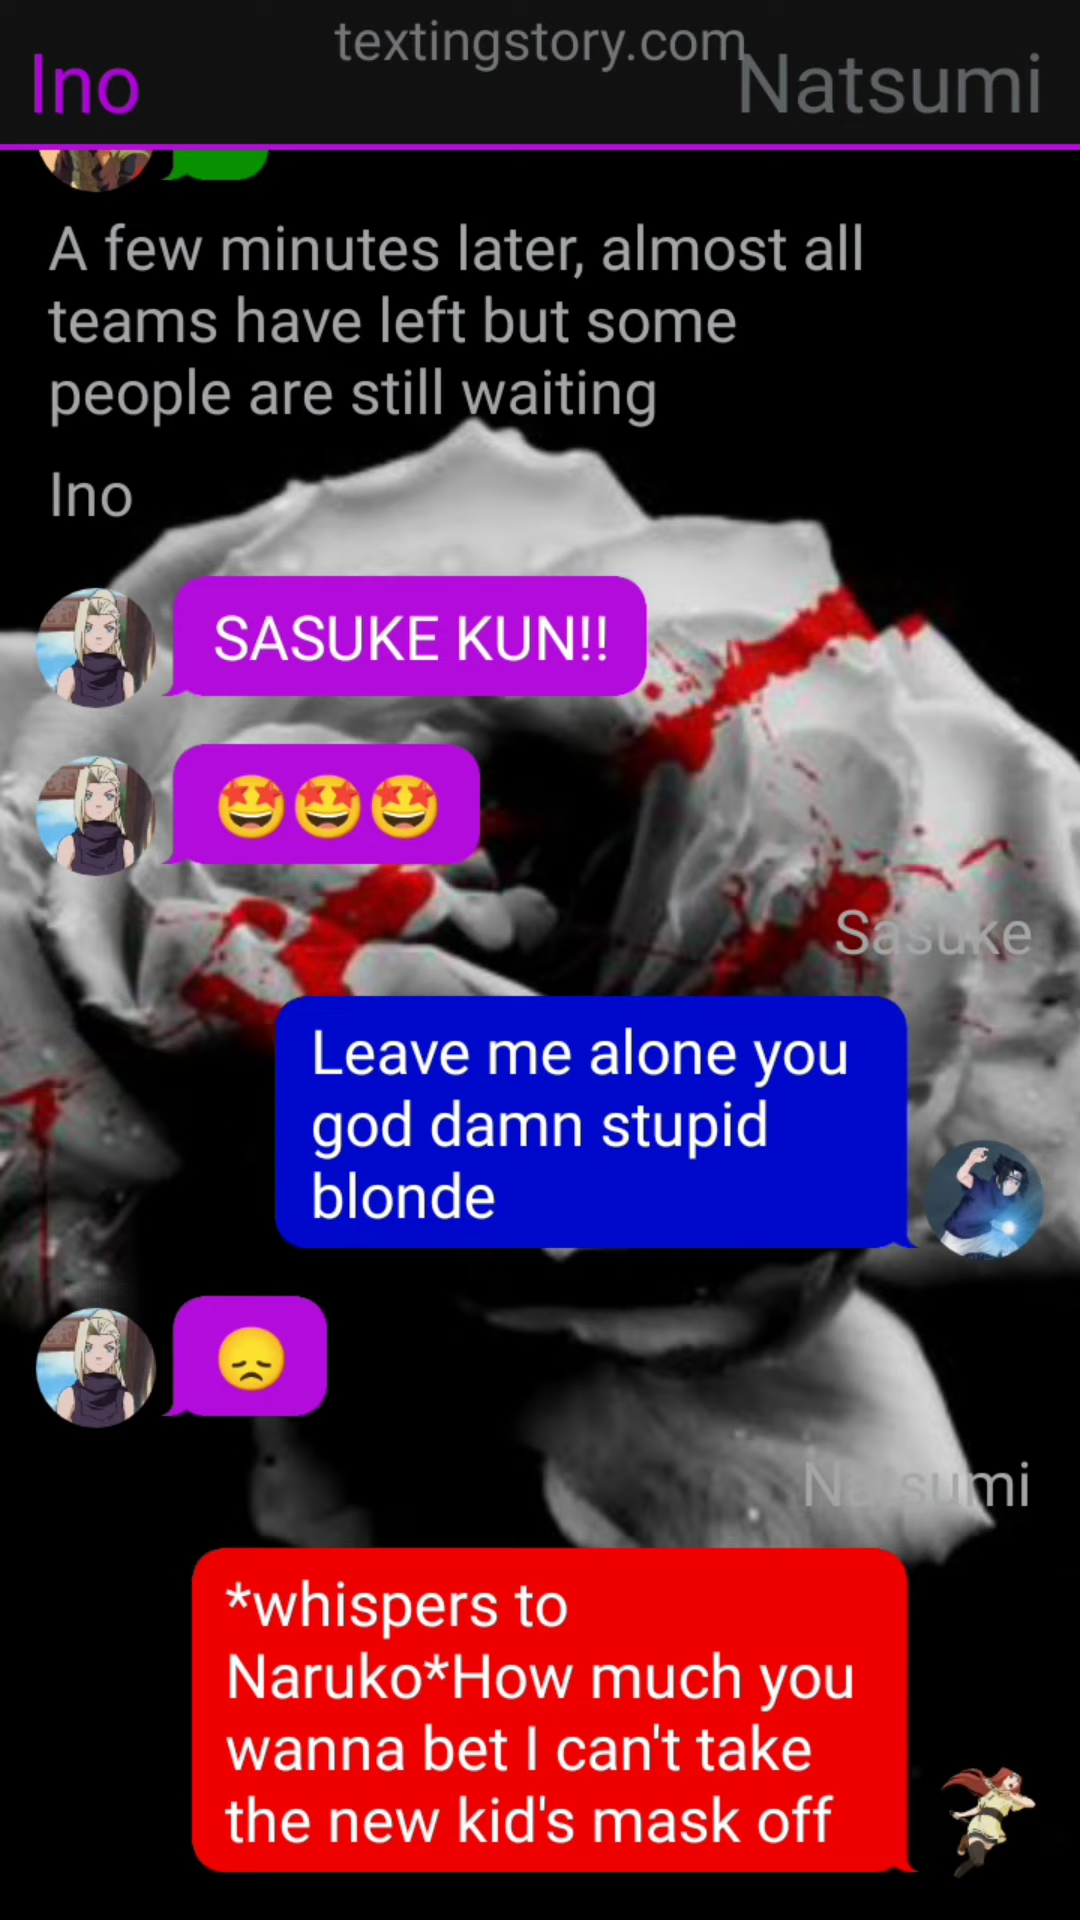 textingstory.com
Ino
Natsumi
A few minutes later, almost all
teams have left but some
people are still waiting
Ino
SASUKE KUN!!
🤩🤩🤩
Sasuke
Leave me alone you
god damn stupid
blonde
😞
Natsumi
*whispers to
Naruko*How much you
wanna bet I can't take
the new kid's mask off